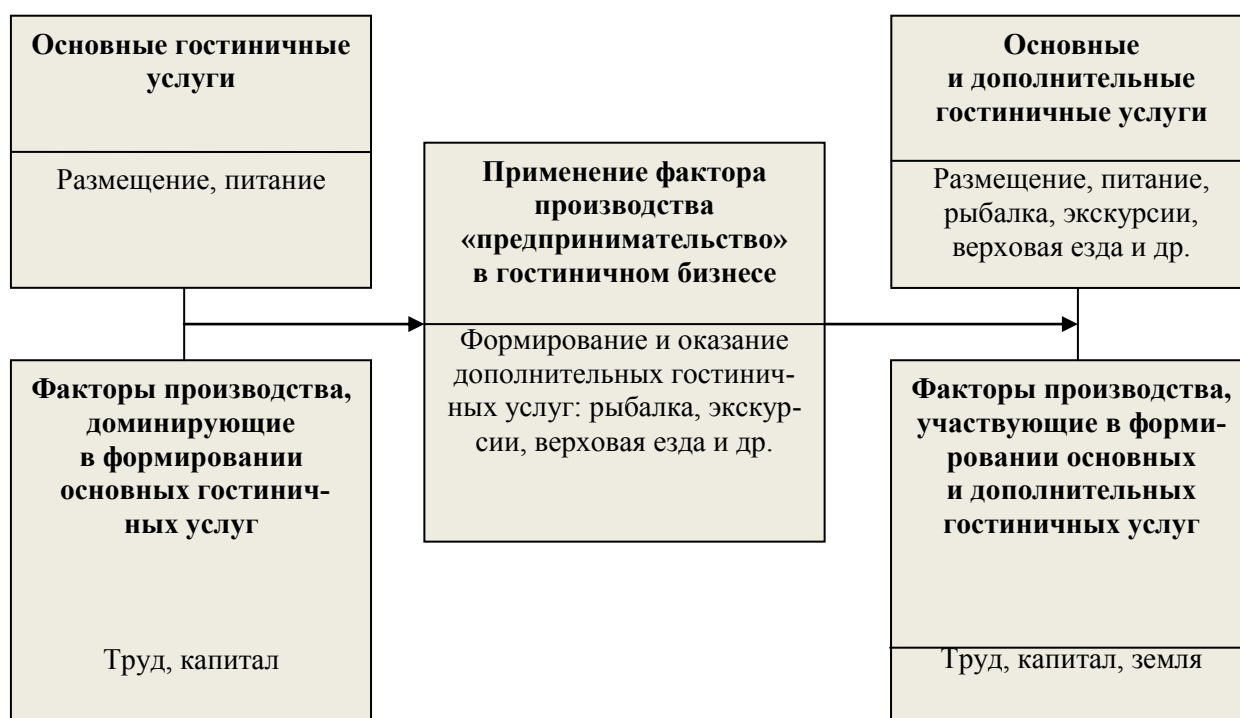 Основные гостиничные
услуги
Размещение, питание
Факторы производства,
доминирующие
в формировании
основных гостинич-
ных услуг
Труд, капитал
Применение фактора
производства
«предпринимательство»
в гостиничном бизнесе
Формирование и оказание
дополнительных гостинич-
ных услуг: рыбалка, экскур-
сии, верховая езда и др.
Основные
и дополнительные
гостиничные услуги
Размещение, питание,
рыбалка, экскурсии,
верховая езда и др.
Факторы производства,
участвующие в форми-
ровании основных
и дополнительных
гостиничных услуг
Труд, капитал, земля